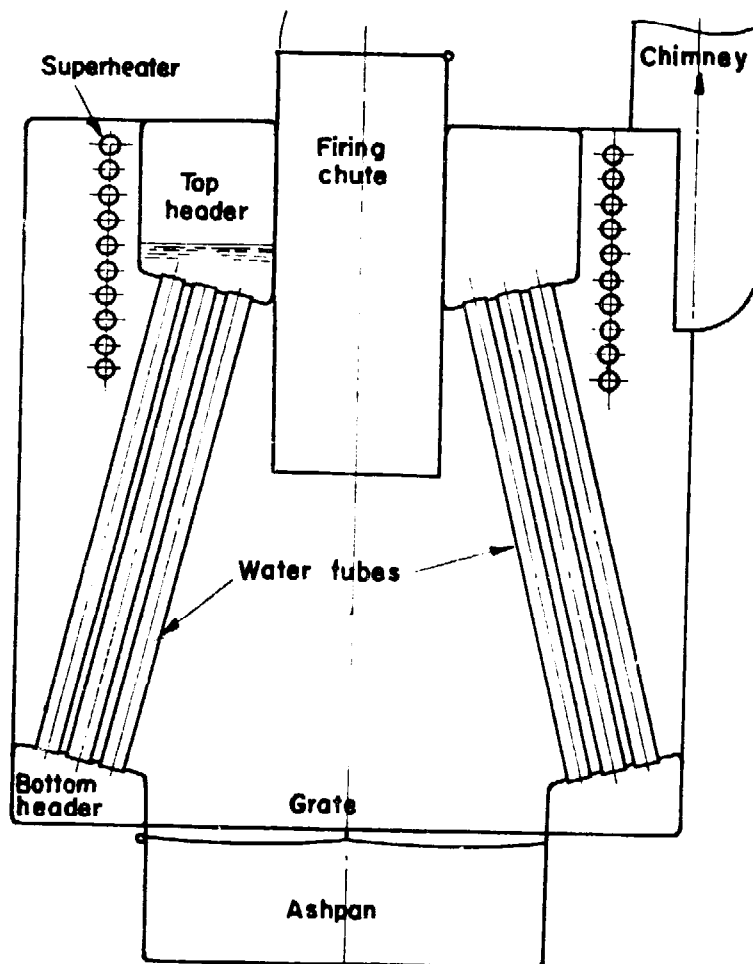 Superheater
Chimney
Firing
chute
Top
header
Water tubes
Bottom
header
Grate
Ashpan